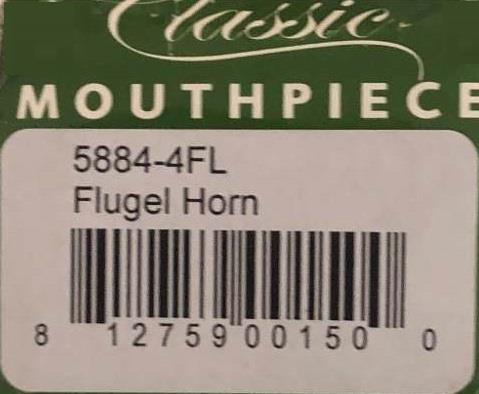 Classic
MOUTHPIECE
5884-4FL
Flugel Horn
8 12759 00150 0